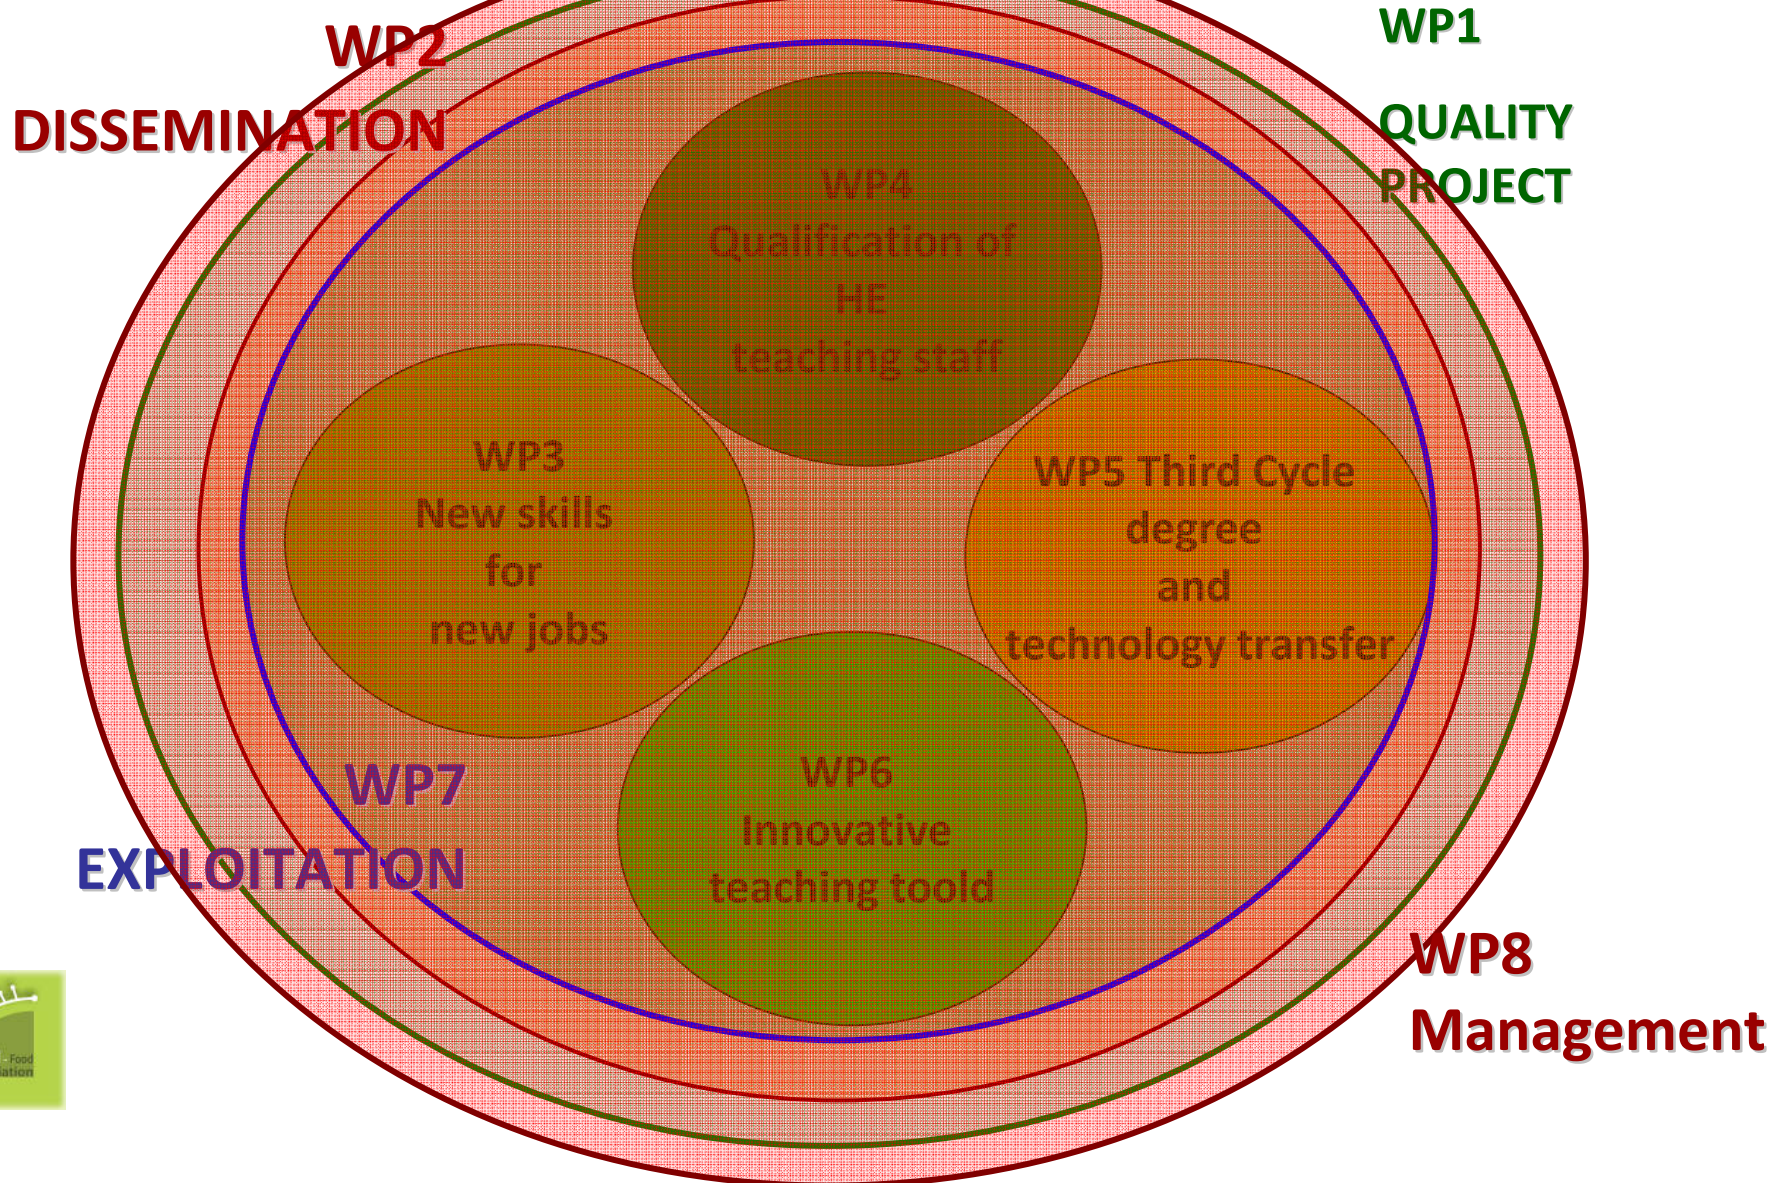 WP2
DISSEMINATION
WP1
QUALITY
PROJECT
WP4
Qualification of
HE
teaching staff
WP3
New skills
for
new jobs
WP5 Third Cycle
degree
and
technology transfer
WP6
Innovative
teaching toold
WP7
EXPLOITATION
WP8
Management
- Food